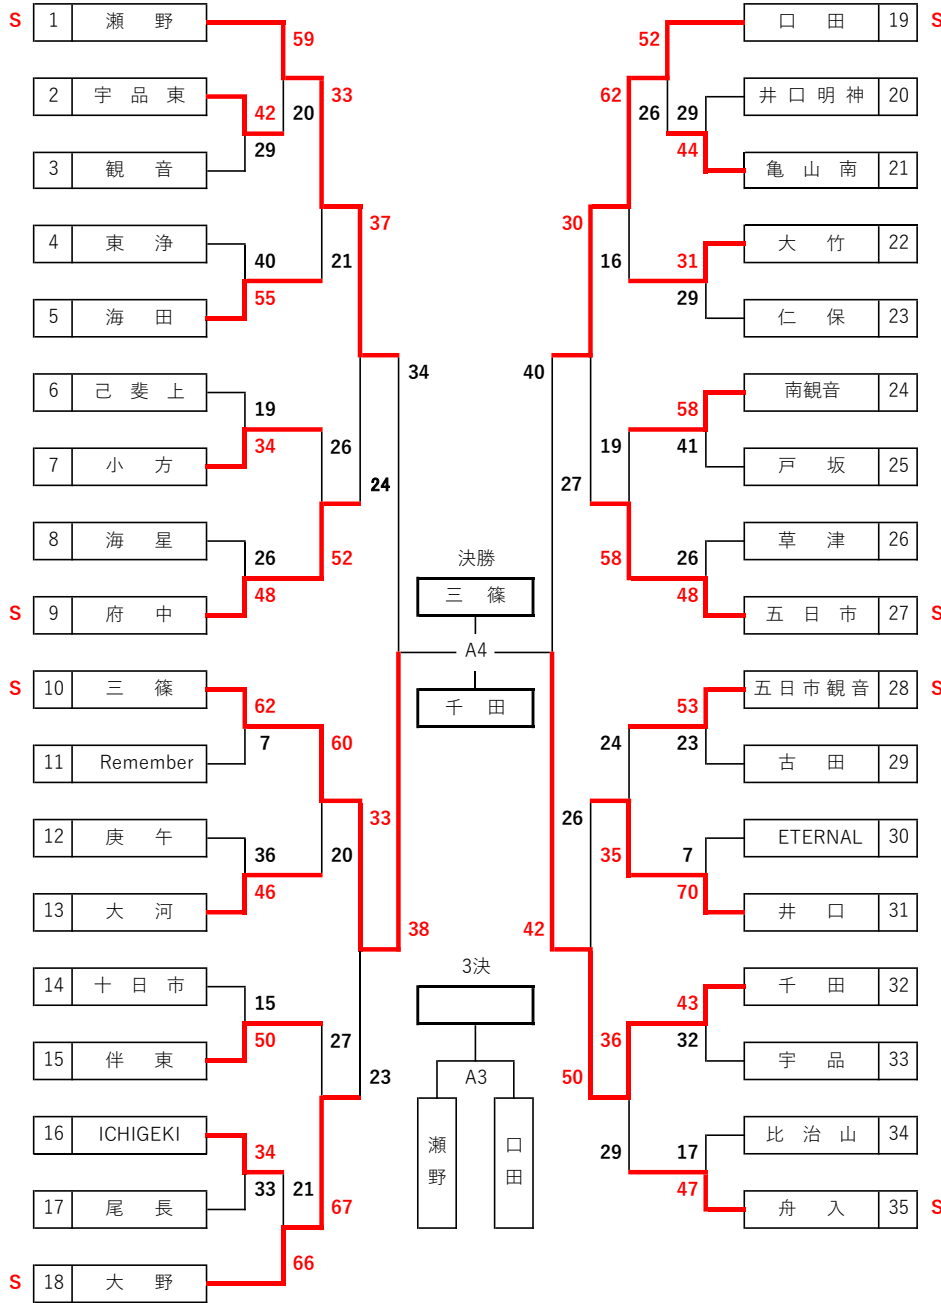 S 1 瀬 野
59
2 宇 品 東
42
20
33
29
3 観 音
37
4 東 浄
40
21
55
5 海 田
34
6 己 斐 上
19
26
34
7 小 方
24
8 海 星
26
52
48
S 9 府 中
S 10 三 篠
62
7
60
11 Remember
33
12 庚 午
36
20
46
13 大 河
38
14 十 日 市
15
27
50
15 伴 東
23
16 ICHIGEKI
34
33
21
67
17 尾 長
66
S 18 大 野
決勝
三 篠
A4
千 田
3決
A3
瀬野
口田
口 田 19 S
52
62
井 口 明 神 20
26
29
44
亀 山 南 21
30
大 竹 22
16
31
29
仁 保 23
40
南観音 24
58
19
41
戸 坂 25
27
草 津 26
58
26
48
五 日 市 27 S
五 日 市 観 音 28 S
53
24
23
古 田 29
26
ETERNAL 30
35
7
70
井 口 31
42
千 田 32
43
36
32
宇 品 33
50
比 治 山 34
29
17
47
舟 入 35 S